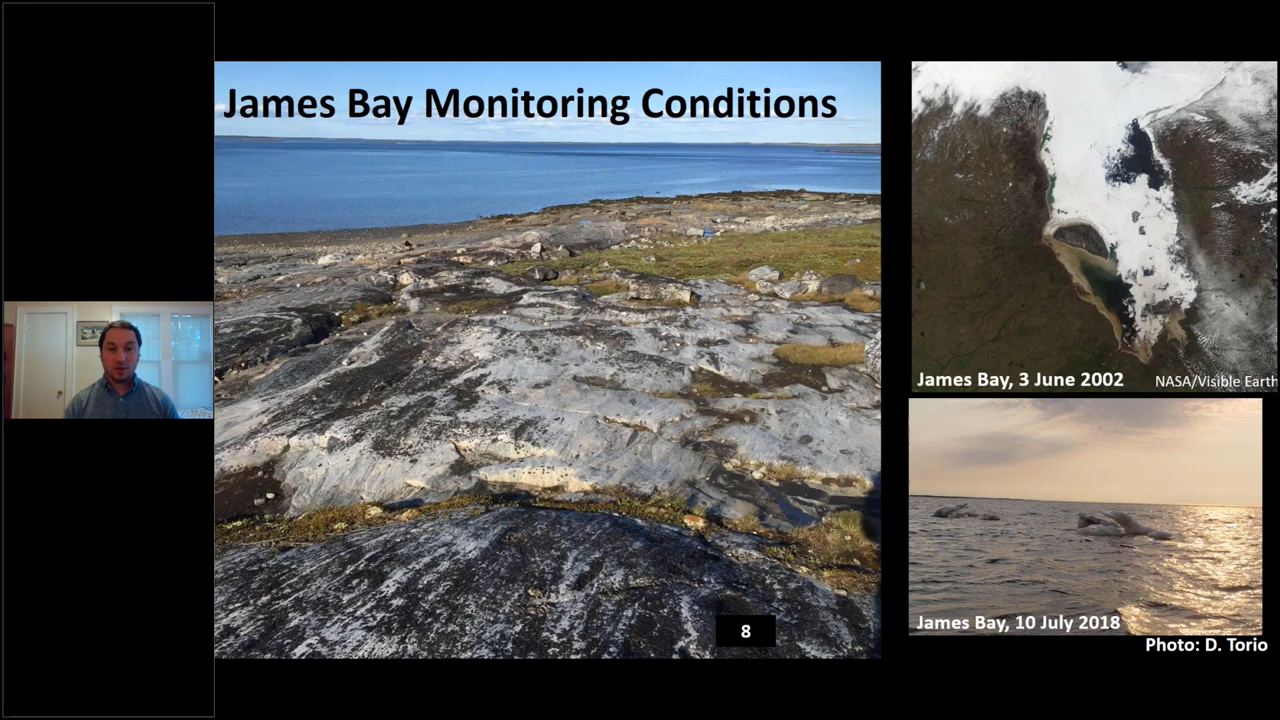 James Bay Monitoring Conditions
James Bay, 3 June 2002
NASA/Visible Earth
James Bay, 10 July 2018
Photo: D. Torio
8